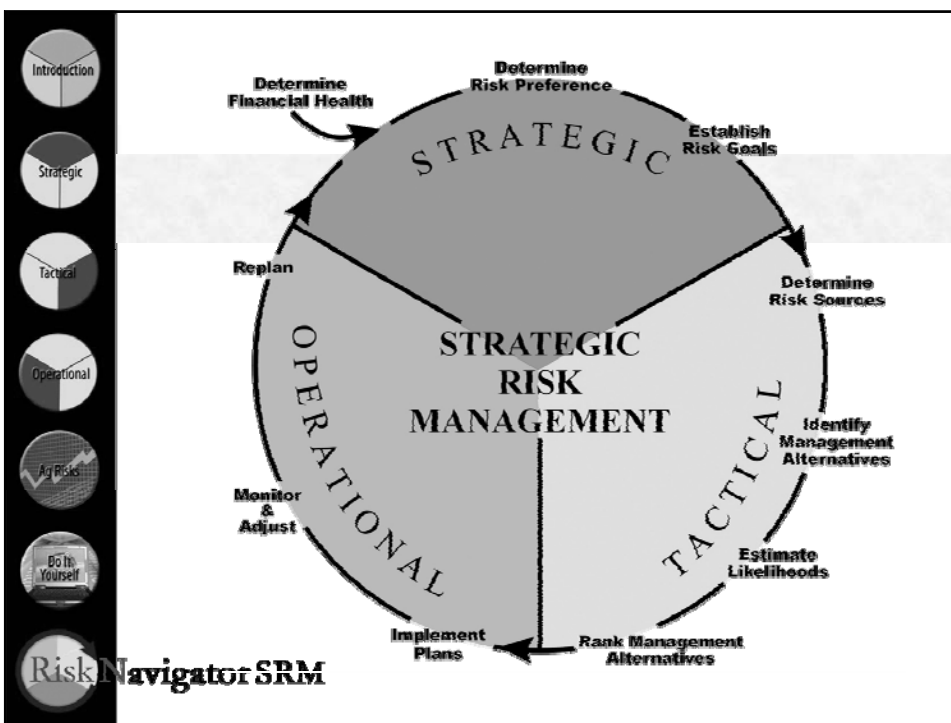 Introduction
Strategic
Tactical
Operational
Ag Risks
Do It
Yourself
Risk Navigator SRM
Determine
Financial Health
Determine
Risk Preference
Establish
Risk Goals
STRATEGIC
Determine
Risk Sources
Identify
Management
Alternatives
Estimate
Likelihoods
Rank Management
Alternatives
TACTICAL
Implement
Plans
Monitor
&
Adjust
Replan
OPERATIONAL
STRATEGIC
RISK
MANAGEMENT